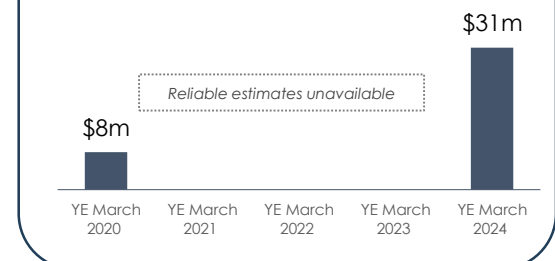 $31m
Reliable estimates unavailable
$8m
YE March YE March YE March YE March YE March
2020 2021 2022 2023 2024